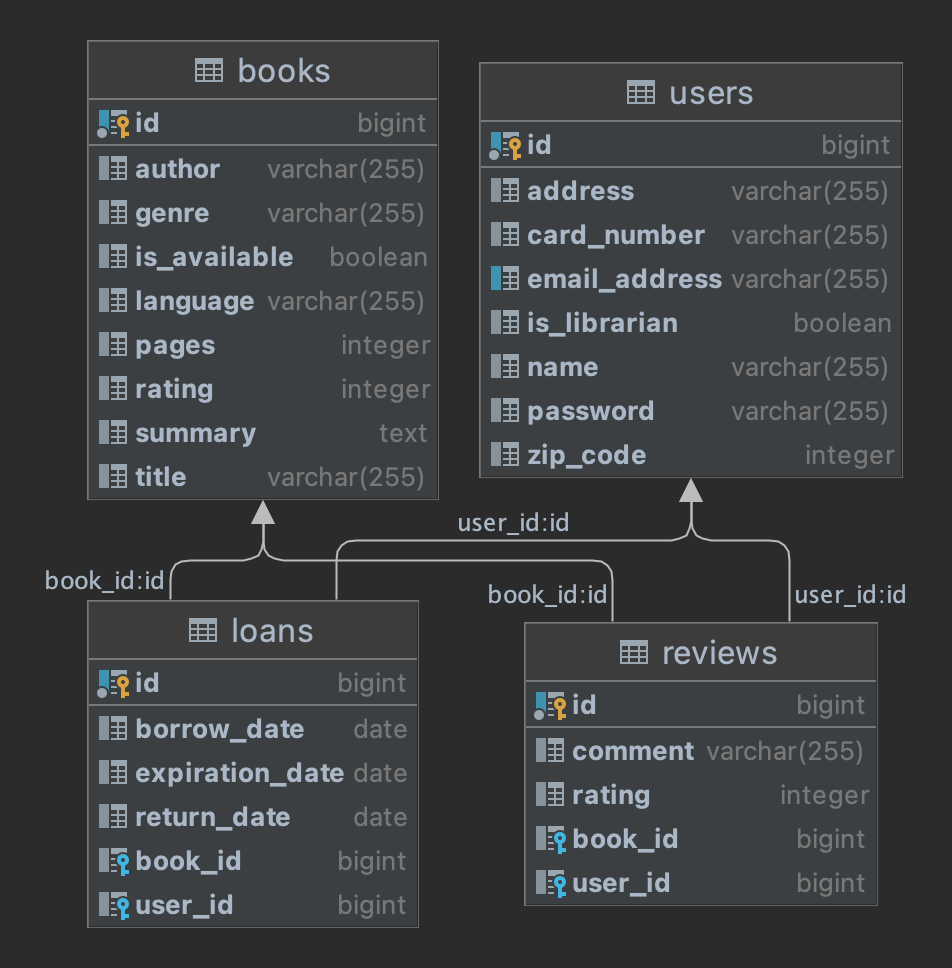 books
id bigint
author varchar(255)
genre varchar(255)
is_available boolean
language varchar(255)
pages integer
rating integer
summary text
title varchar(255)
users
id bigint
address varchar(255)
card_number varchar(255)
email_address varchar(255)
is_librarian boolean
name varchar(255)
password varchar(255)
zip_code integer
user_id:id
book_id:id
book_id:id
user_id:id
loans
id bigint
borrow_date date
expiration_date date
return_date date
book_id bigint
user_id bigint
reviews
id bigint
comment varchar(255)
rating integer
book_id bigint
user_id bigint